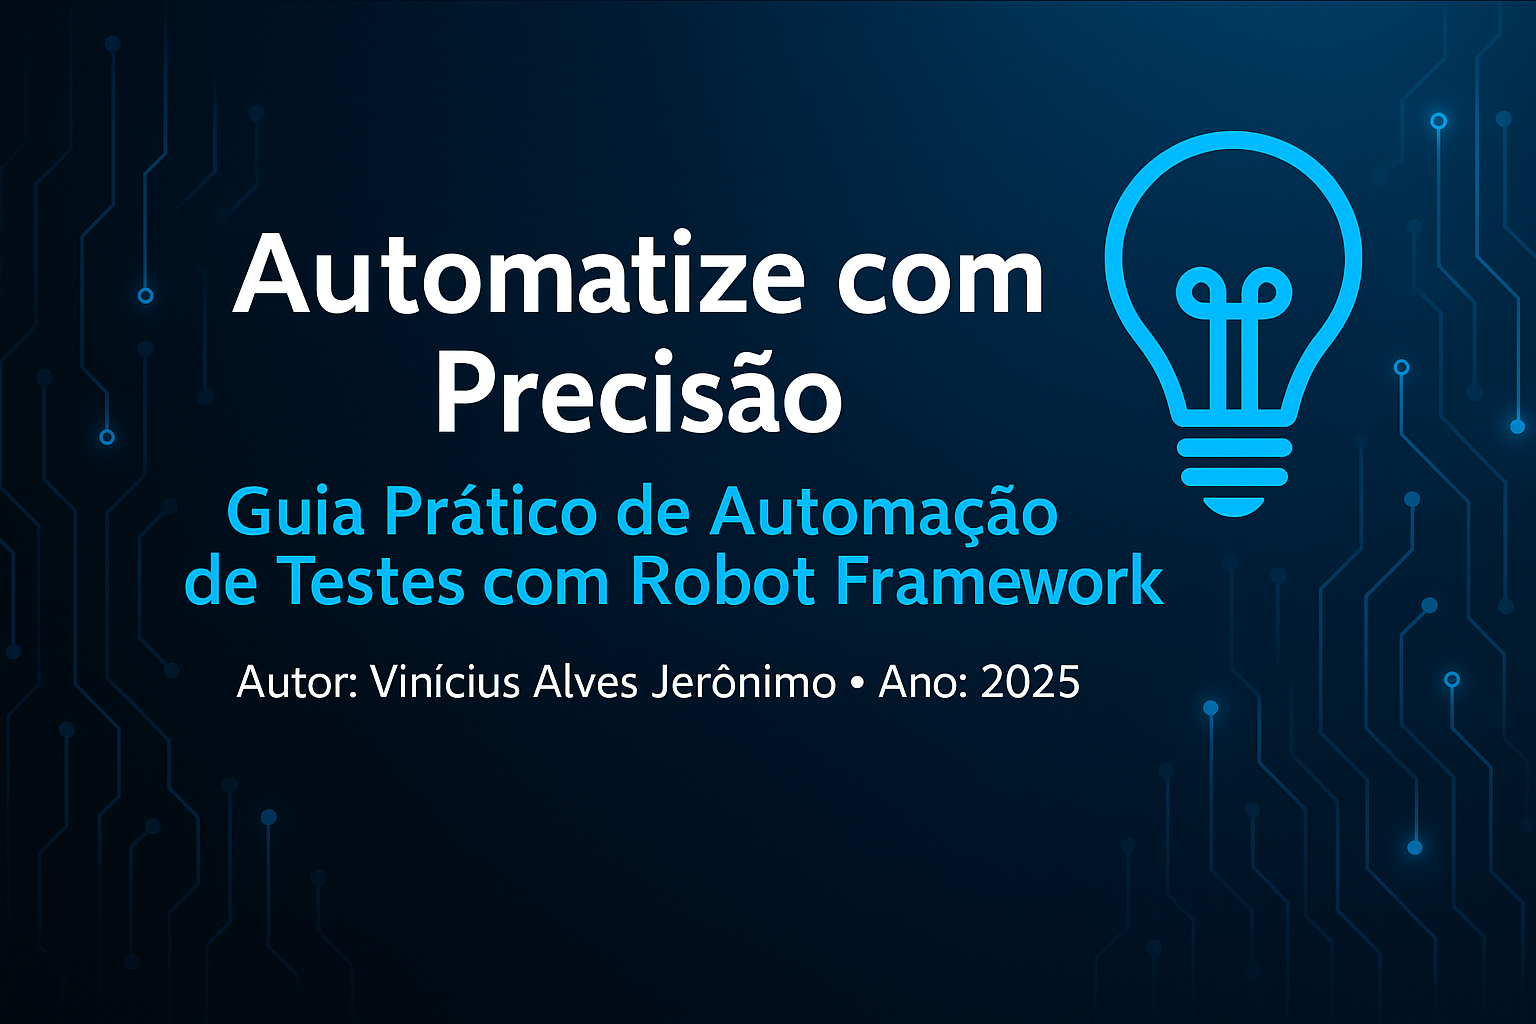 Automatize com
Precisão
Guia Prático de Automação
de Testes com Robot Framework
Autor: Vinícius Alves Jerônimo • Ano: 2025